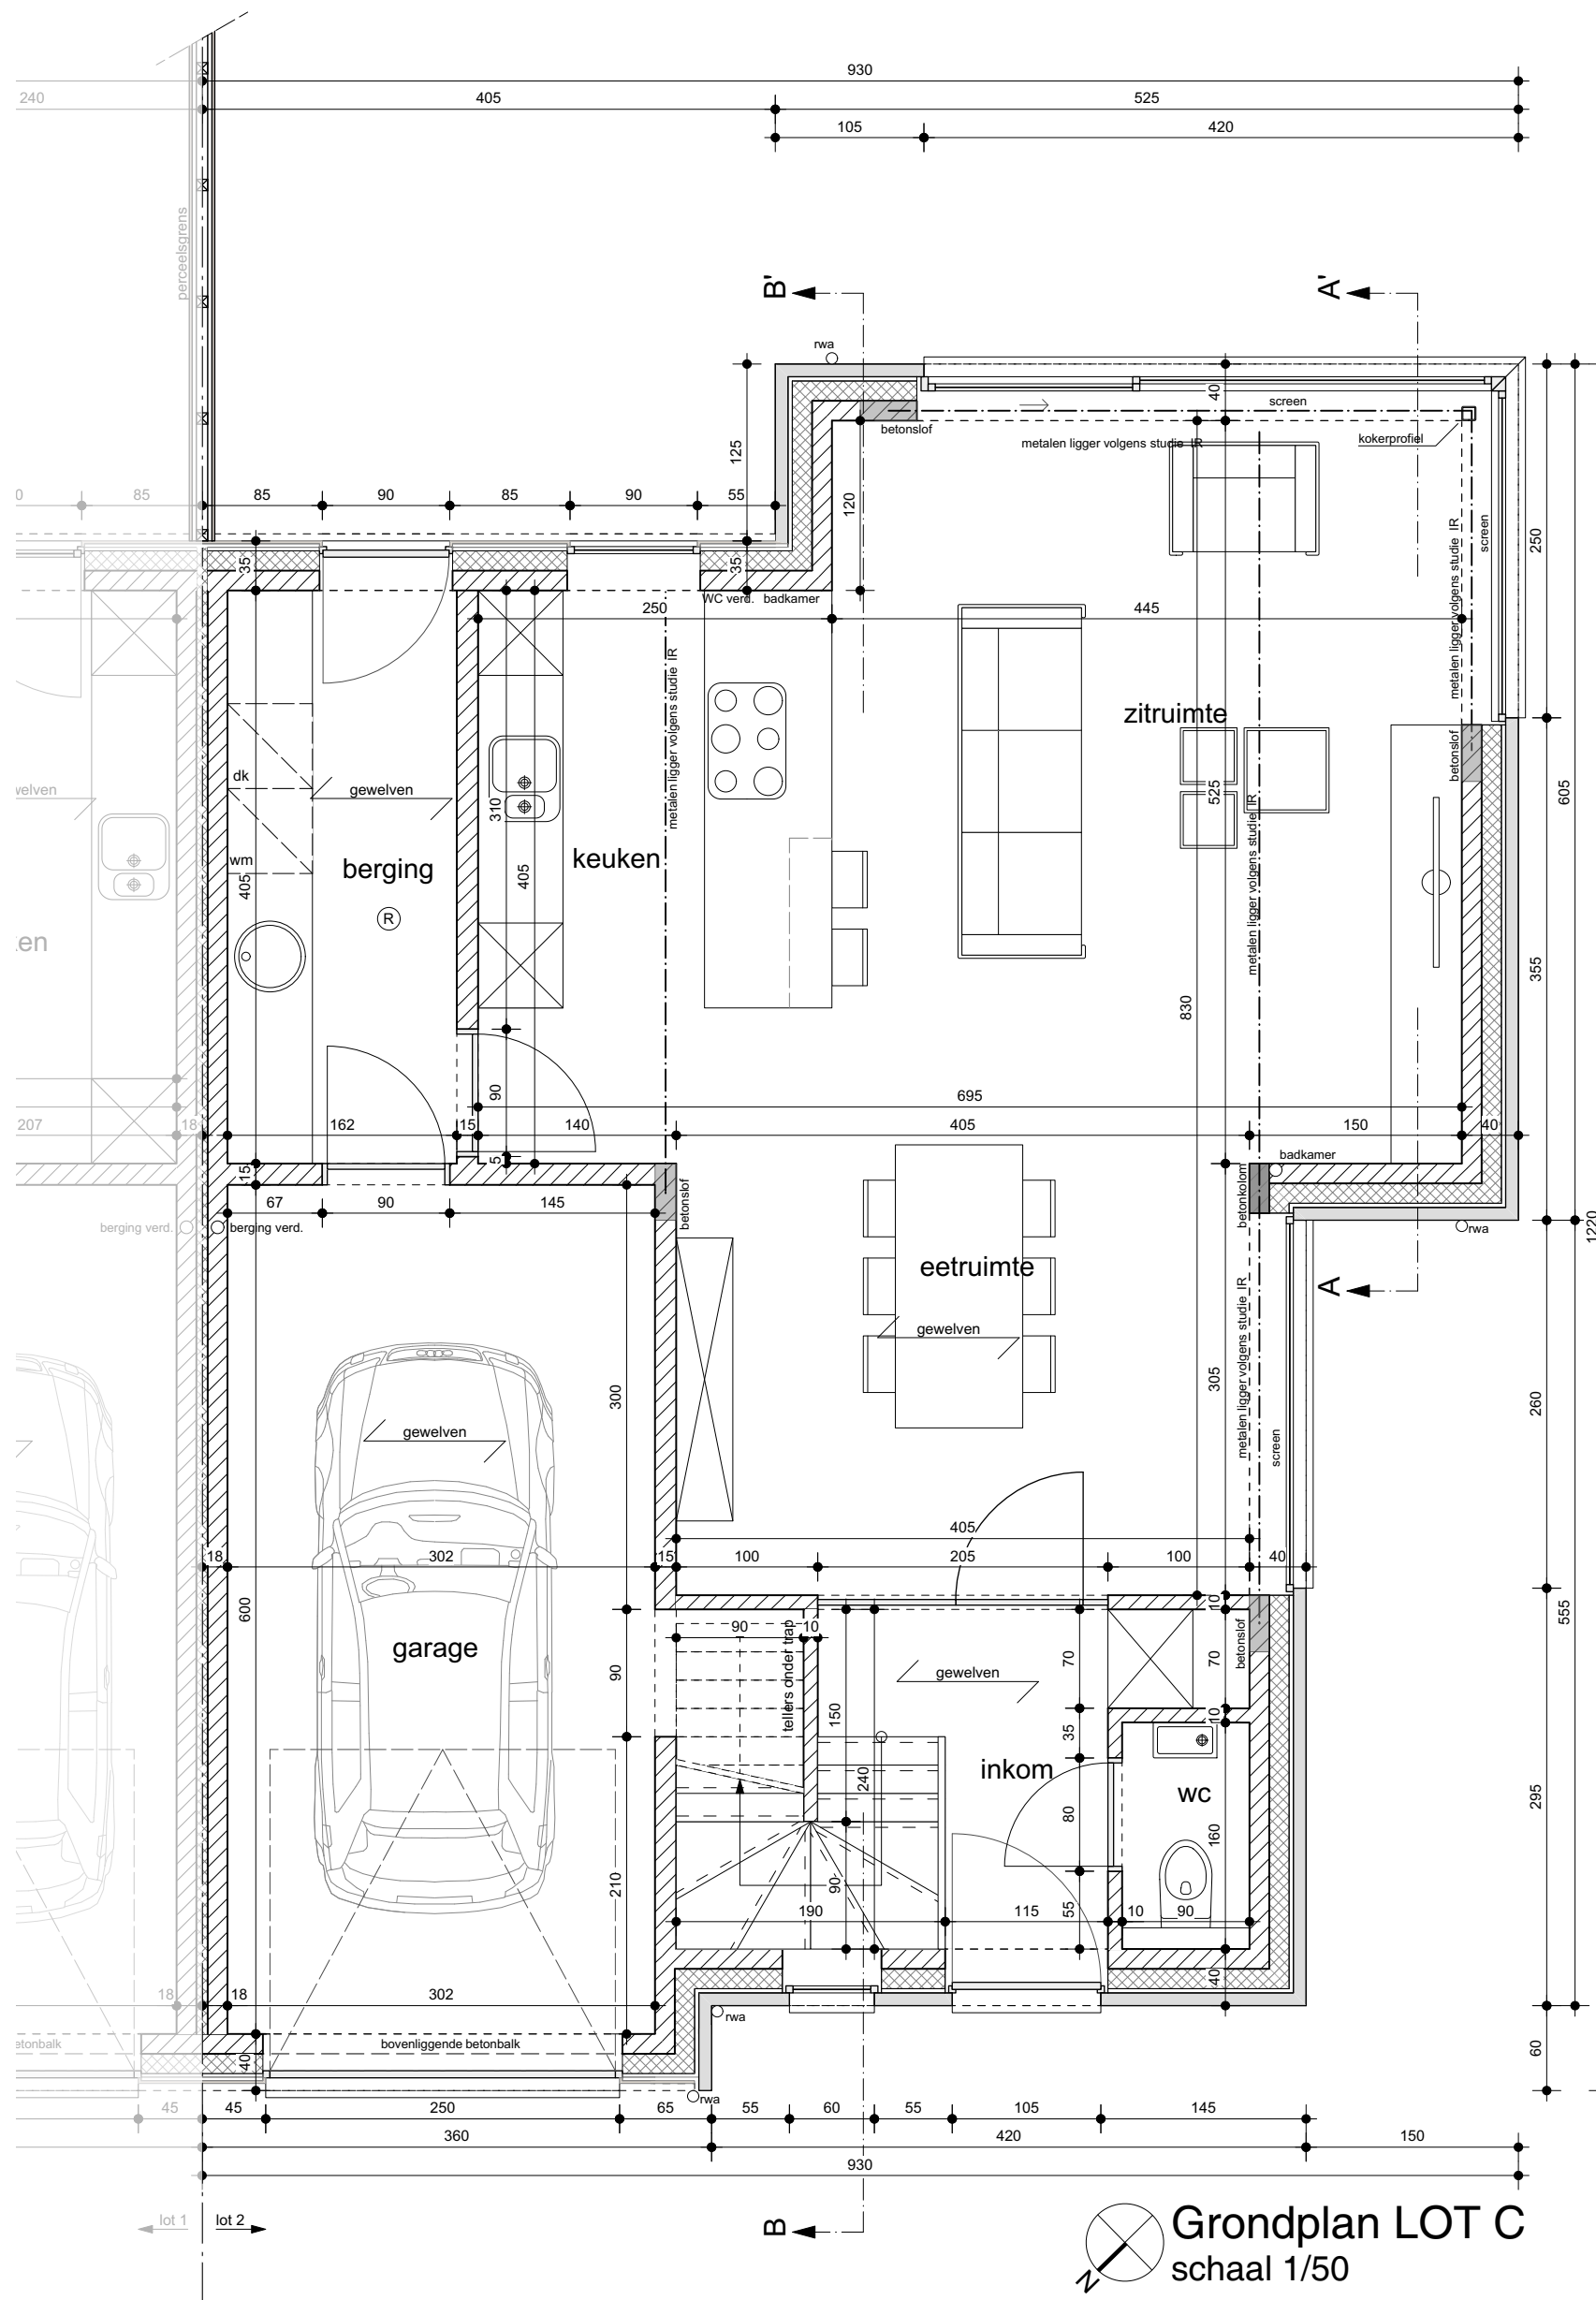 930
240
405
525
105
420
perceelsgrens
B'
A'
rwa
40
screen
betonslof
metalen ligger volgens studie IR
kokerprofiel
125
120
85
85
90
85
90
55
35
35
WC verd.
badkamer
250
445
metalen ligger volgens studie IR
screen
250
metalen ligger volgens studie IR
zitruimte
dk
gewelven
310
525
betonslof
605
wm
berging
keuken
405
405
R
metalen ligger volgens studie IR
355
830
90
695
207
18
162
15
140
405
150
40
15
5
badkamer
67
90
145
betonslof
betonkolom
berging verd.
berging verd.
rwa
1220
eetruimte
A
gewelven
300
305
metalen ligger volgens studie IR
260
gewelven
screen
405
18
302
15
100
205
100
40
600
10
90
10
tellers onder trap
betonslof
555
garage
90
70
70
gewelven
150
10
35
inkom
wc
240
80
160
295
210
90
55
190
115
10
90
40
18
18
302
rwa
bovenliggende betonbalk
40
60
rwa
45
45
250
65
55
60
55
105
145
360
420
150
930
lot 1
lot 2
B
N
Grondplan LOT C
schaal 1/50